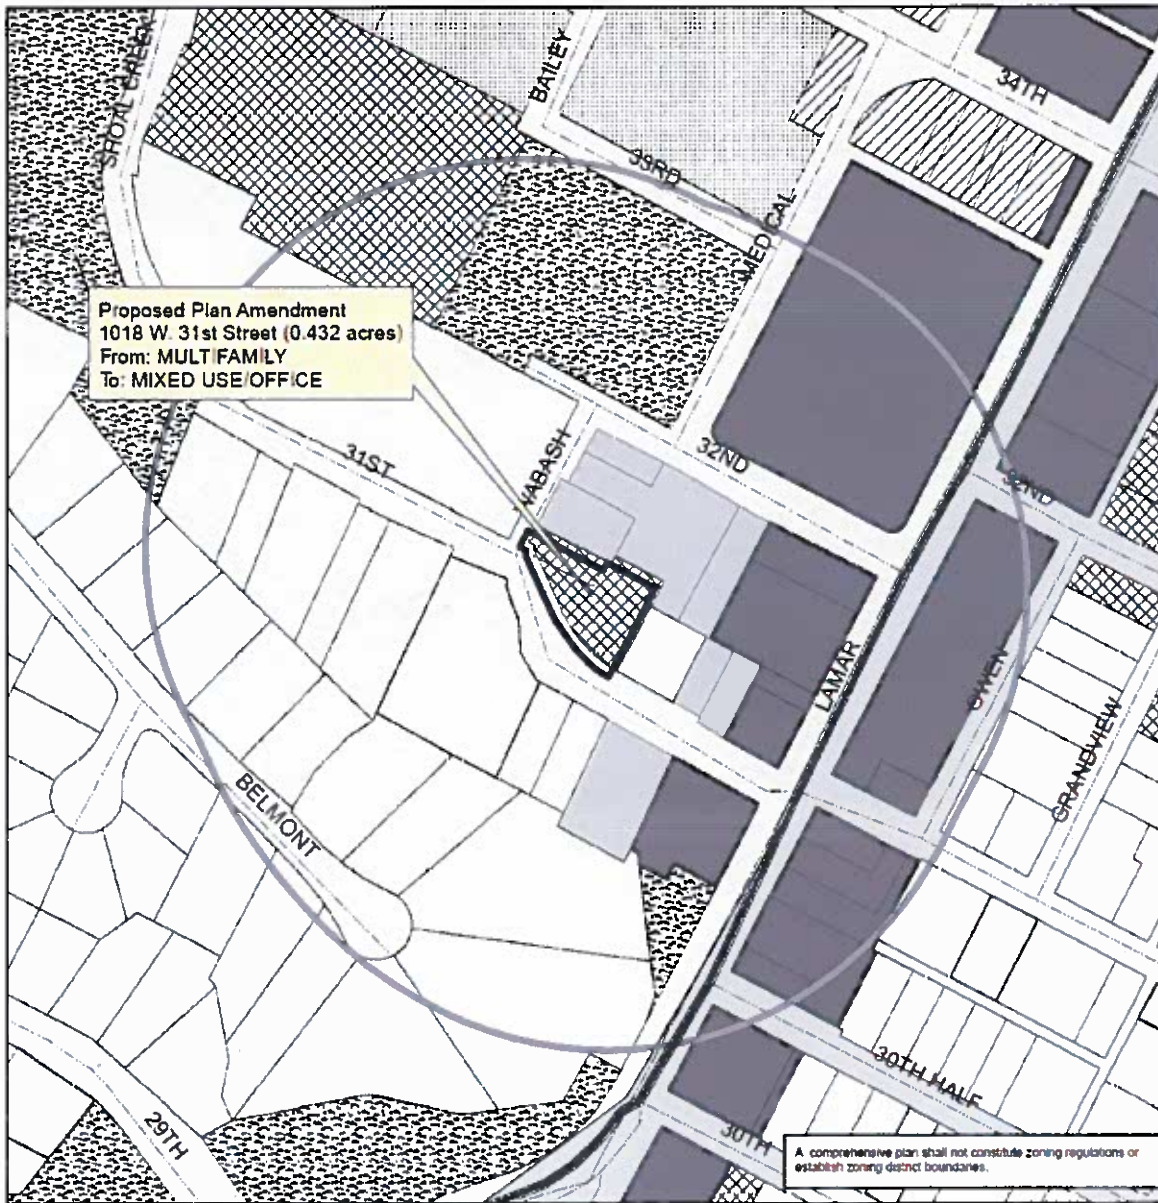 SHOAL CREEK
BAILEY
34TH
33RD
MEDICAL
Proposed Plan Amendment
1018 W. 31st Street (0.432 acres)
From: MULTIFAMILY
To: MIXED USE/OFFICE
31ST
WABASH
32ND
32ND
LAMAR
OWEN
GRANDVIEW
BELMONT
30TH HALF
29TH
30TH
A comprehensive plan shall not constitute zoning regulations or
establish zoning district boundaries.